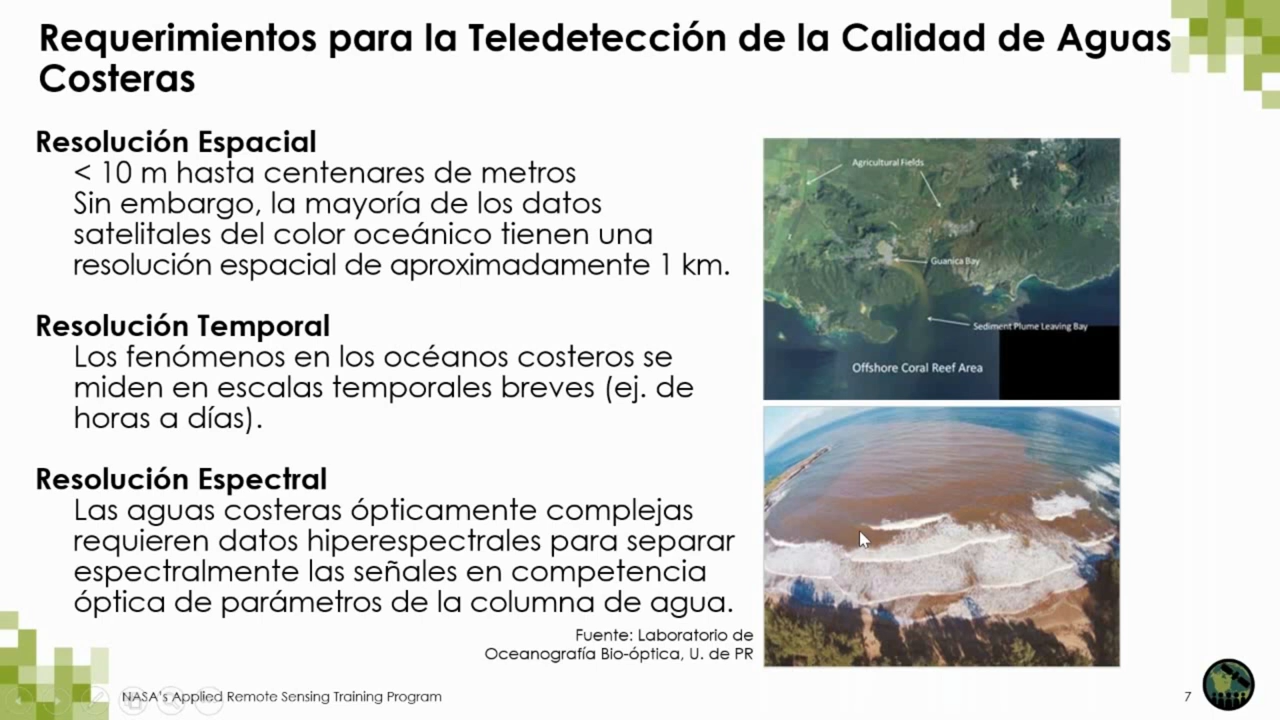 Requerimientos para la Teledetección de la Calidad de Aguas
Costeras
Resolución Espacial
< 10 m hasta centenares de metros
Sin embargo, la mayoría de los datos
satelitales del color oceánico tienen una
resolución espacial de aproximadamente 1 km.
Resolución Temporal
Los fenómenos en los océanos costeros se
miden en escalas temporales breves (ej. de
horas a días).
Resolución Espectral
Las aguas costeras ópticamente complejas
requieren datos hiperespectrales para separar
espectralmente las señales en competencia
óptica de parámetros de la columna de agua.
Agricultural Fields
Guanica Bay
Sediment Plume Leaving Bay
Offshore Coral Reef Area
Fuente: Laboratorio de
Oceanografía Bio-óptica, U. de PR
NASA's Applied Remote Sensing Training Program
7